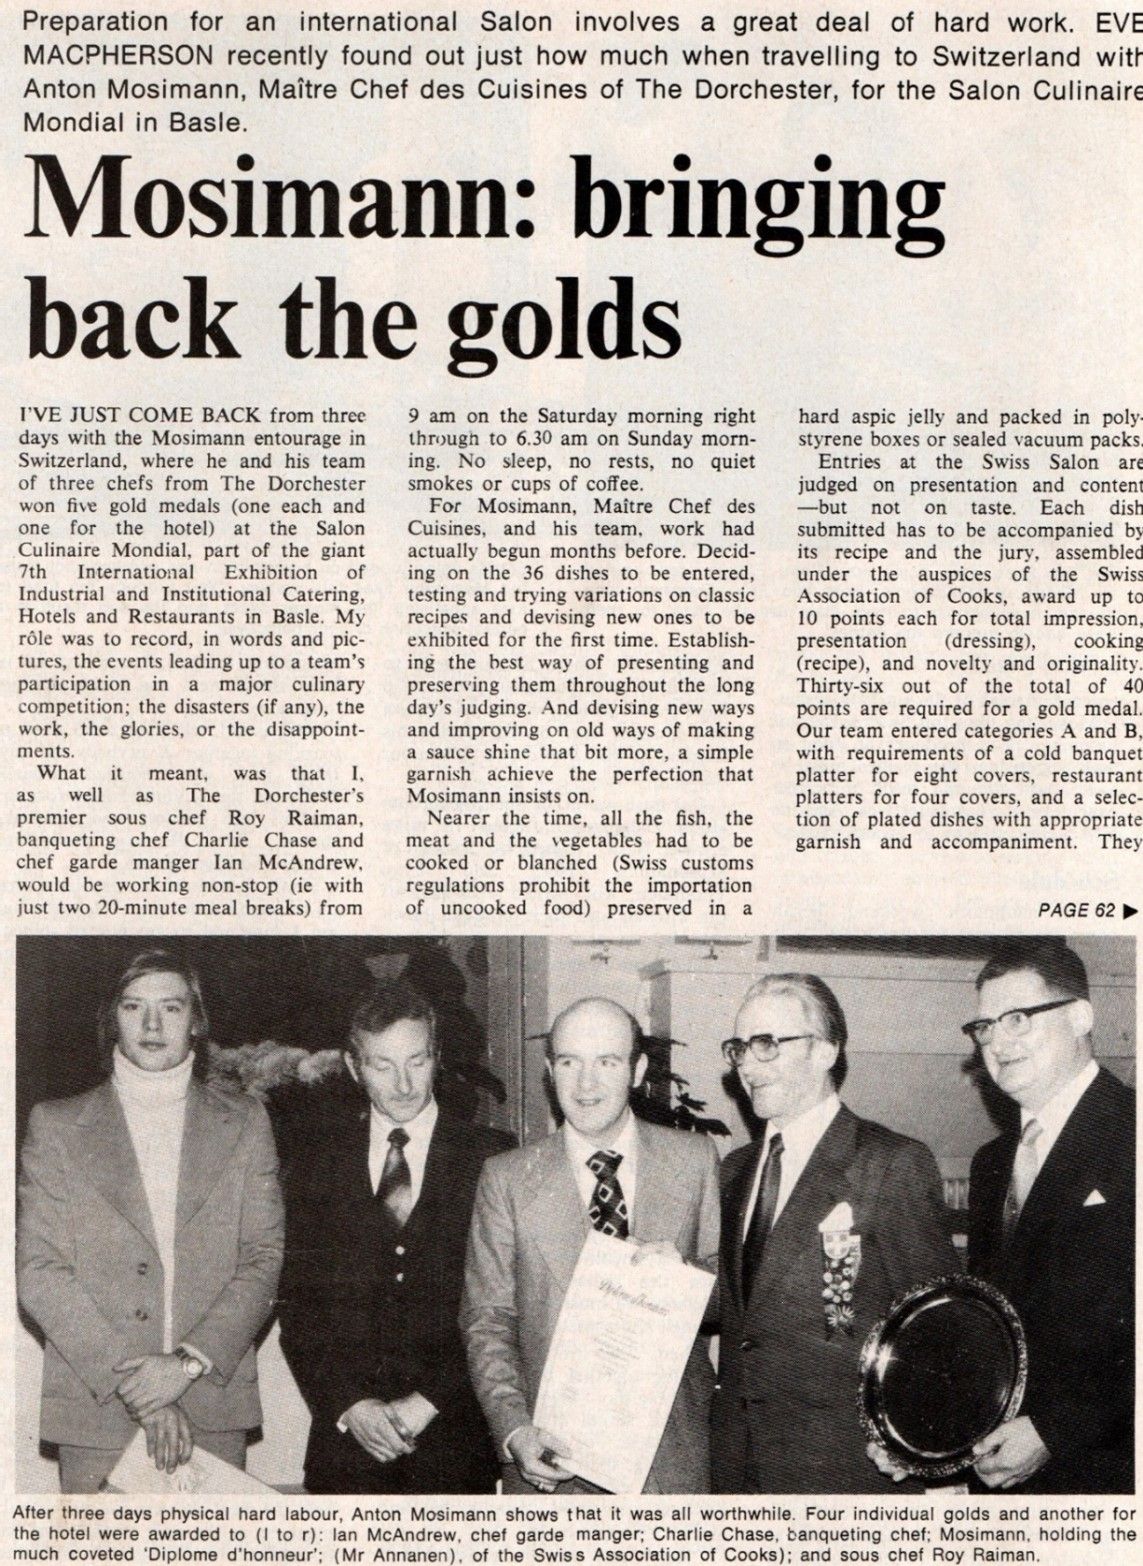 Preparation for an international Salon involves a great deal of hard work. EVE
MACPHERSON recently found out just how much when travelling to Switzerland with
Anton Mosimann, Maître Chef des Cuisines of The Dorchester, for the Salon Culinaire
Mondial in Basle.
Mosimann: bringing
back the golds
I'VE JUST COME BACK from three
days with the Mosimann entourage in
Switzerland, where he and his team
of three chefs from The Dorchester
won five gold medals (one each and
one for the hotel) at the Salon
Culinaire Mondial, part of the giant
7th International Exhibition of
Industrial and Institutional Catering,
Hotels and Restaurants in Basle. My
rôle was to record, in words and pic-
tures, the events leading up to a team's
participation in a major culinary
competition; the disasters (if any), the
work, the glories, or the disappoint-
ments.
What it meant, was that I,
as well as The Dorchester's
premier sous chef Roy Raiman,
banqueting chef Charlie Chase and
chef garde manger Ian McAndrew,
would be working non-stop (ie with
just two 20-minute meal breaks) from
9 am on the Saturday morning right
through to 6.30 am on Sunday morn-
ing. No sleep, no rests, no quiet
smokes or cups of coffee.
For Mosimann, Maître Chef des
Cuisines, and his team, work had
actually begun months before. Decid-
ing on the 36 dishes to be entered,
testing and trying variations on classic
recipes and devising new ones to be
exhibited for the first time. Establish-
ing the best way of presenting and
preserving them throughout the long
day's judging. And devising new ways
and improving on old ways of making
a sauce shine that bit more, a simple
garnish achieve the perfection that
Mosimann insists on.
Nearer the time, all the fish, the
meat and the vegetables had to be
cooked or blanched (Swiss customs
regulations prohibit the importation
of uncooked food) preserved in a
hard aspic jelly and packed in poly-
styrene boxes or sealed vacuum packs.
Entries at the Swiss Salon are
judged on presentation and content
—but not on taste. Each dish
submitted has to be accompanied by
its recipe and the jury, assembled
under the auspices of the Swiss
Association of Cooks, award up to
10 points each for total impression,
presentation (dressing), cooking
(recipe), and novelty and originality.
Thirty-six out of the total of 40
points are required for a gold medal.
Our team entered categories A and B,
with requirements of a cold banquet
platter for eight covers, restaurant
platters for four covers, and a selec-
tion of plated dishes with appropriate
garnish and accompaniment. They
PAGE 62 ▶
Diplome d'honneur
After three days physical hard labour, Anton Mosimann shows that it was all worthwhile. Four individual golds and another for
the hotel were awarded to (l to r): Ian McAndrew, chef garde manger; Charlie Chase, banqueting chef; Mosimann, holding the
much coveted 'Diplome d'honneur'; (Mr Annanen), of the Swiss Association of Cooks); and sous chef Roy Raiman.